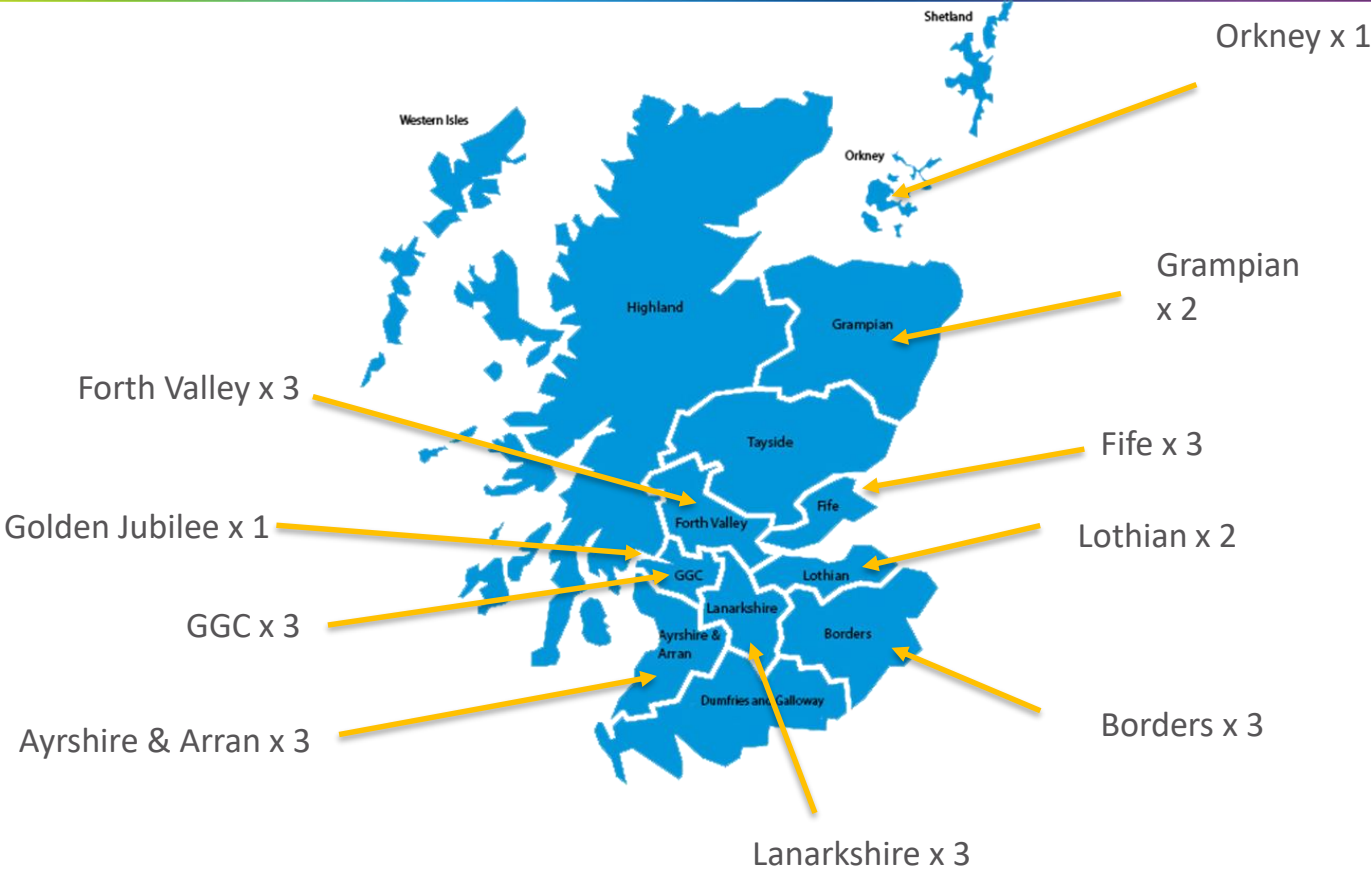 Shetland
Orkney x 1
Western Isles
Orkney
Grampian
x 2
Highland
Grampian
Forth Valley x 3
Tayside
Fife x 3
Fife
Golden Jubilee x 1
Forth Valley
Lothian x 2
GGC
Lothian
Lanarkshire
GGC x 3
Ayrshire &
Arran
Borders
Dumfries and Galloway
Ayrshire & Arran x 3
Borders x 3
Lanarkshire x 3